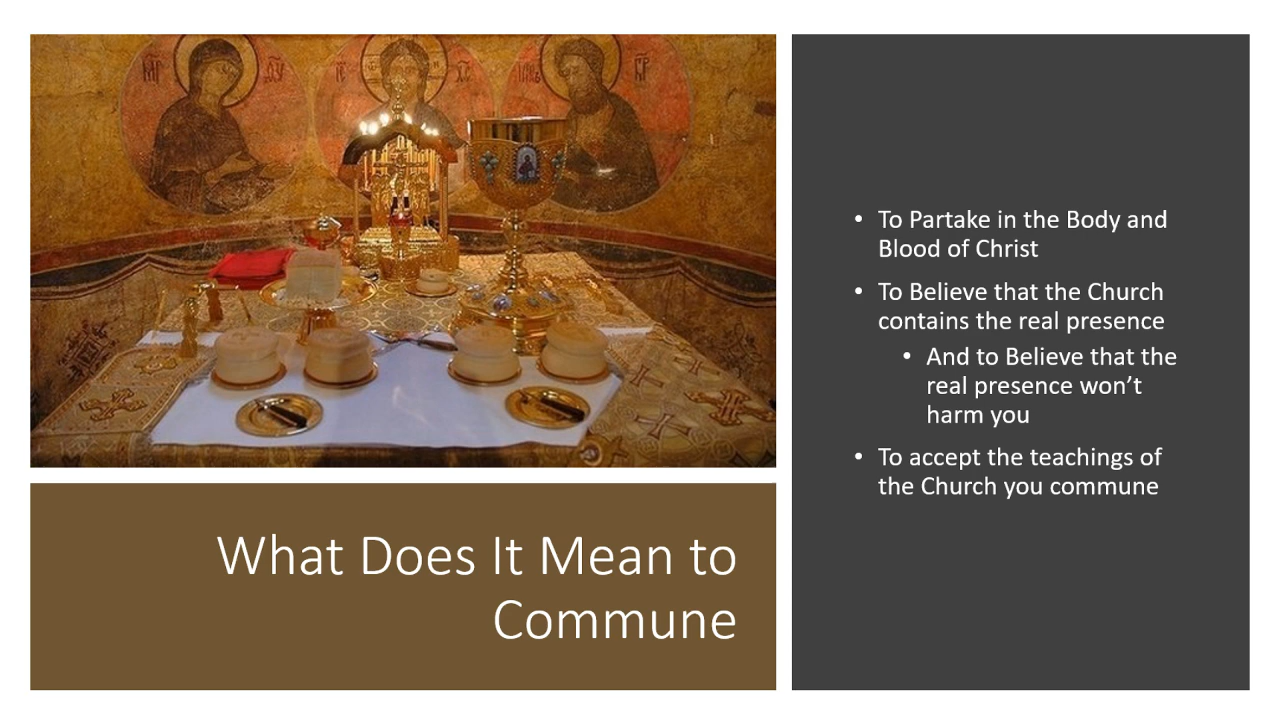 What Does It Mean to
Commune
• To Partake in the Body and
Blood of Christ
• To Believe that the Church
contains the real presence
• And to Believe that the
real presence won’t
harm you
• To accept the teachings of
the Church you commune